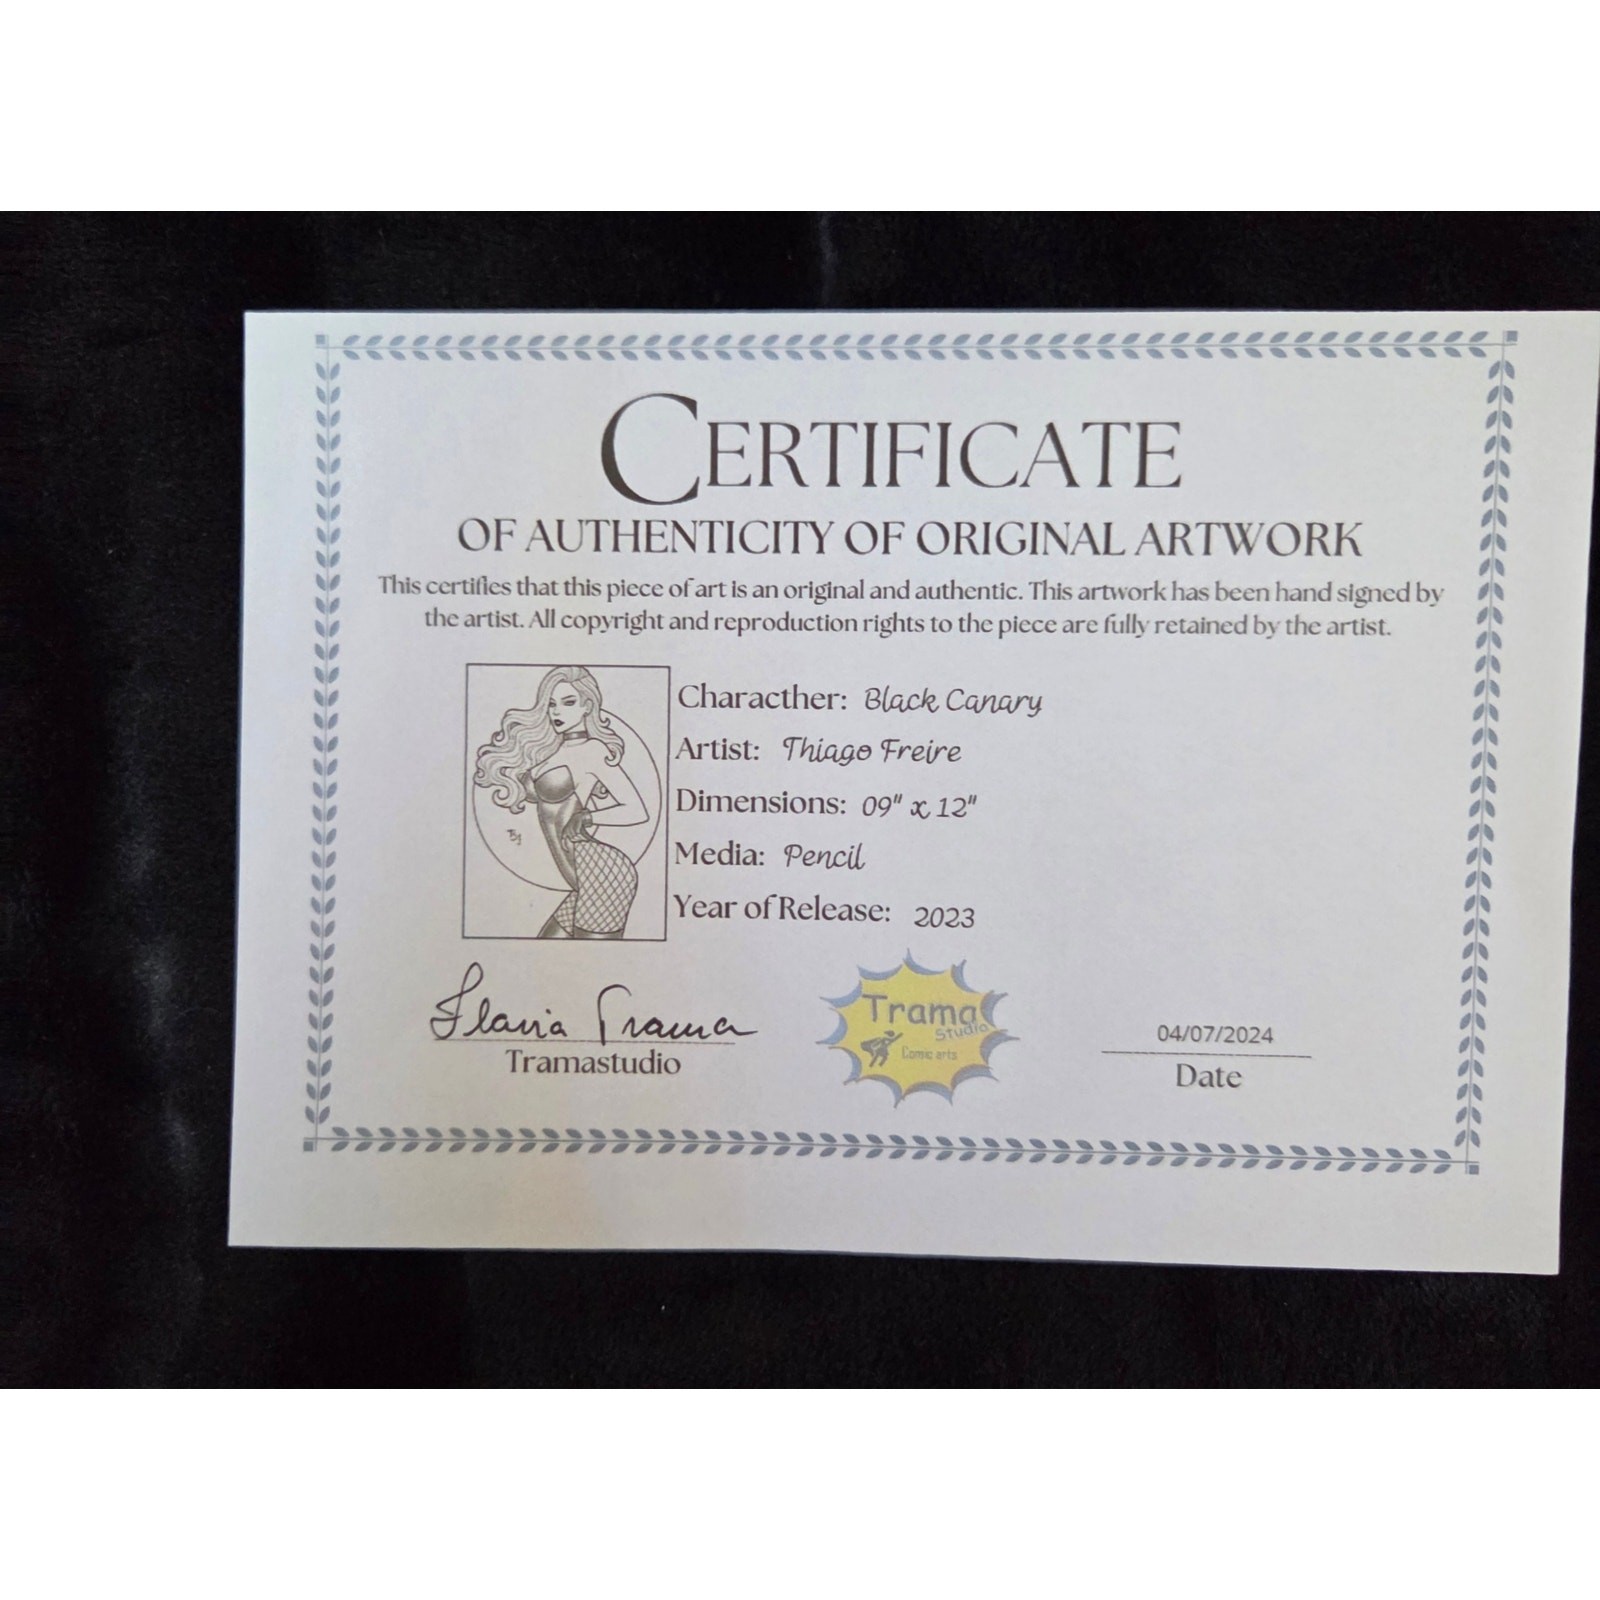 CERTIFICATE
OF AUTHENTICITY OF ORIGINAL ARTWORK
This certifies that this piece of art is an original and authentic. This artwork has been hand signed by
the artist. All copyright and reproduction rights to the piece are fully retained by the artist.
Characther: Black Canary
Artist: Thiago Freire
Dimensions: 09" x 12"
Media: Pencil
Year of Release: 2023
Flavia Trama
Tramastudio
Trama
Studio
Comic arts
04/07/2024
Date